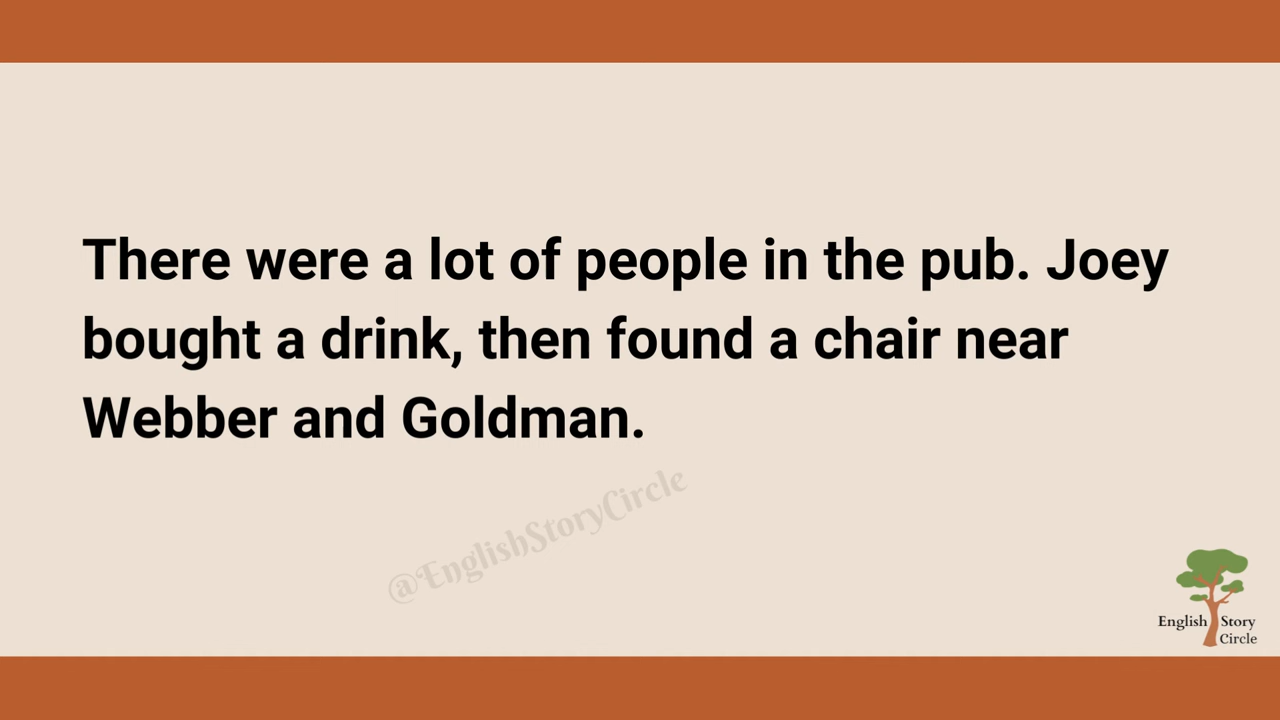 There were a lot of people in the pub. Joey
bought a drink, then found a chair near
Webber and Goldman.
@EnglishStoryCircle
English Story
Circle